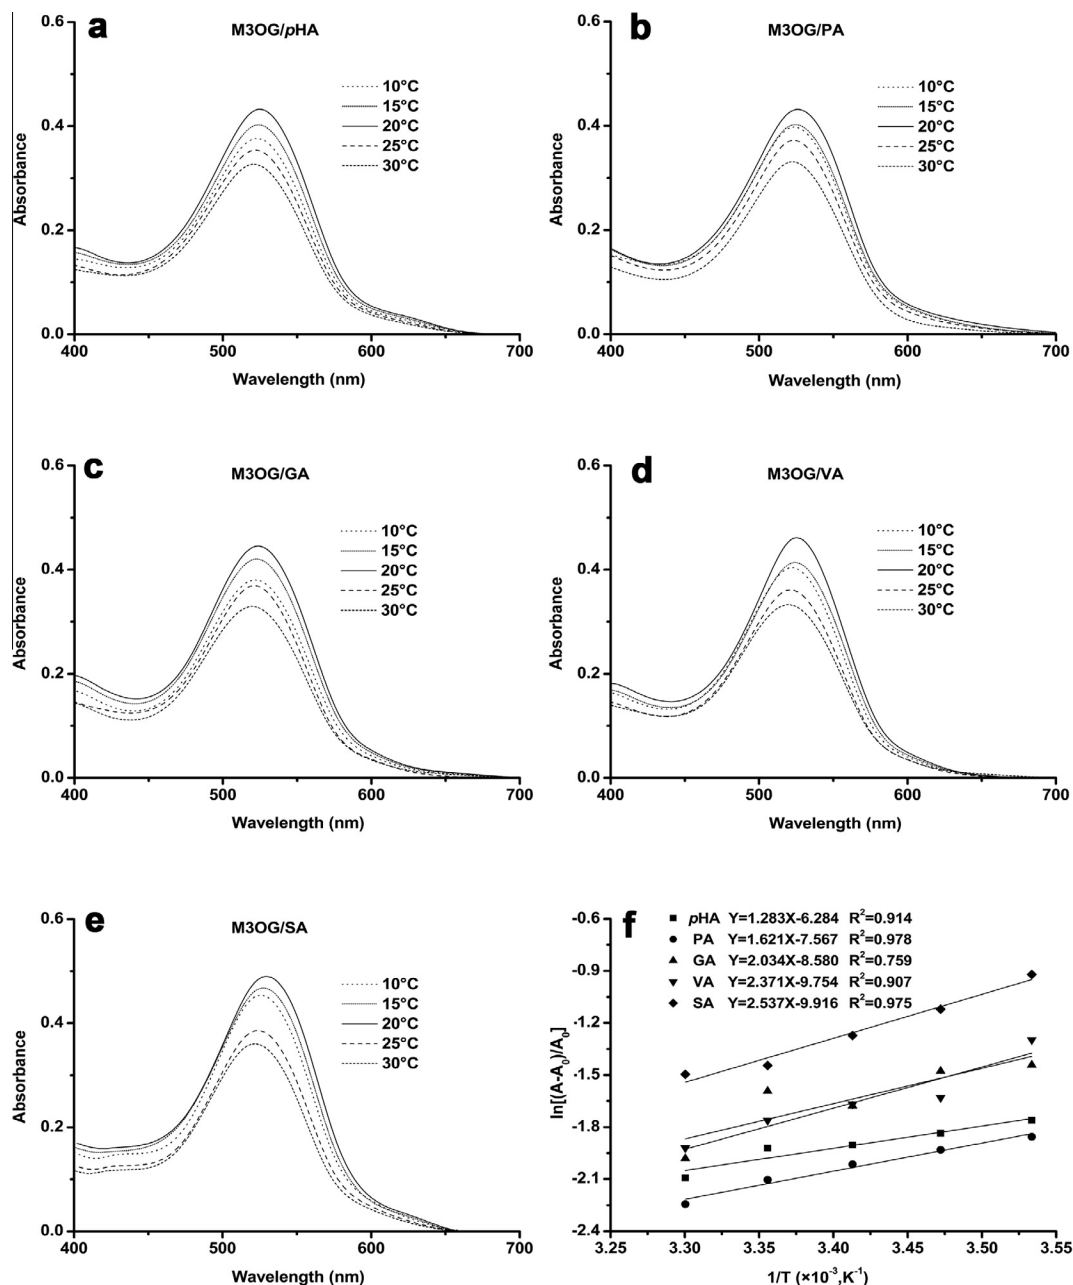 a
M3OG/pHA
0.6
0.4
0.2
0.0
Absorbance
10°C
15°C
20°C
25°C
30°C
400 500 600 700
Wavelength (nm)
b
M3OG/PA
0.6
0.4
0.2
0.0
Absorbance
10°C
15°C
20°C
25°C
30°C
400 500 600 700
Wavelength (nm)
c
M3OG/GA
0.6
0.4
0.2
0.0
Absorbance
10°C
15°C
20°C
25°C
30°C
400 500 600 700
Wavelength (nm)
d
M3OG/VA
0.6
0.4
0.2
0.0
Absorbance
10°C
15°C
20°C
25°C
30°C
400 500 600 700
Wavelength (nm)
e
M3OG/SA
0.6
0.4
0.2
0.0
Absorbance
10°C
15°C
20°C
25°C
30°C
400 500 600 700
Wavelength (nm)
f
pHA Y=1.283X-6.284 R²=0.914
PA Y=1.621X-7.567 R²=0.978
GA Y=2.034X-8.580 R²=0.759
VA Y=2.371X-9.754 R²=0.907
SA Y=2.537X-9.916 R²=0.975
-0.6
-0.9
-1.2
-1.5
-1.8
-2.1
-2.4
ln[(A-A₀)/A₀]
3.25 3.30 3.35 3.40 3.45 3.50 3.55
1/T (×10⁻³,K⁻¹)